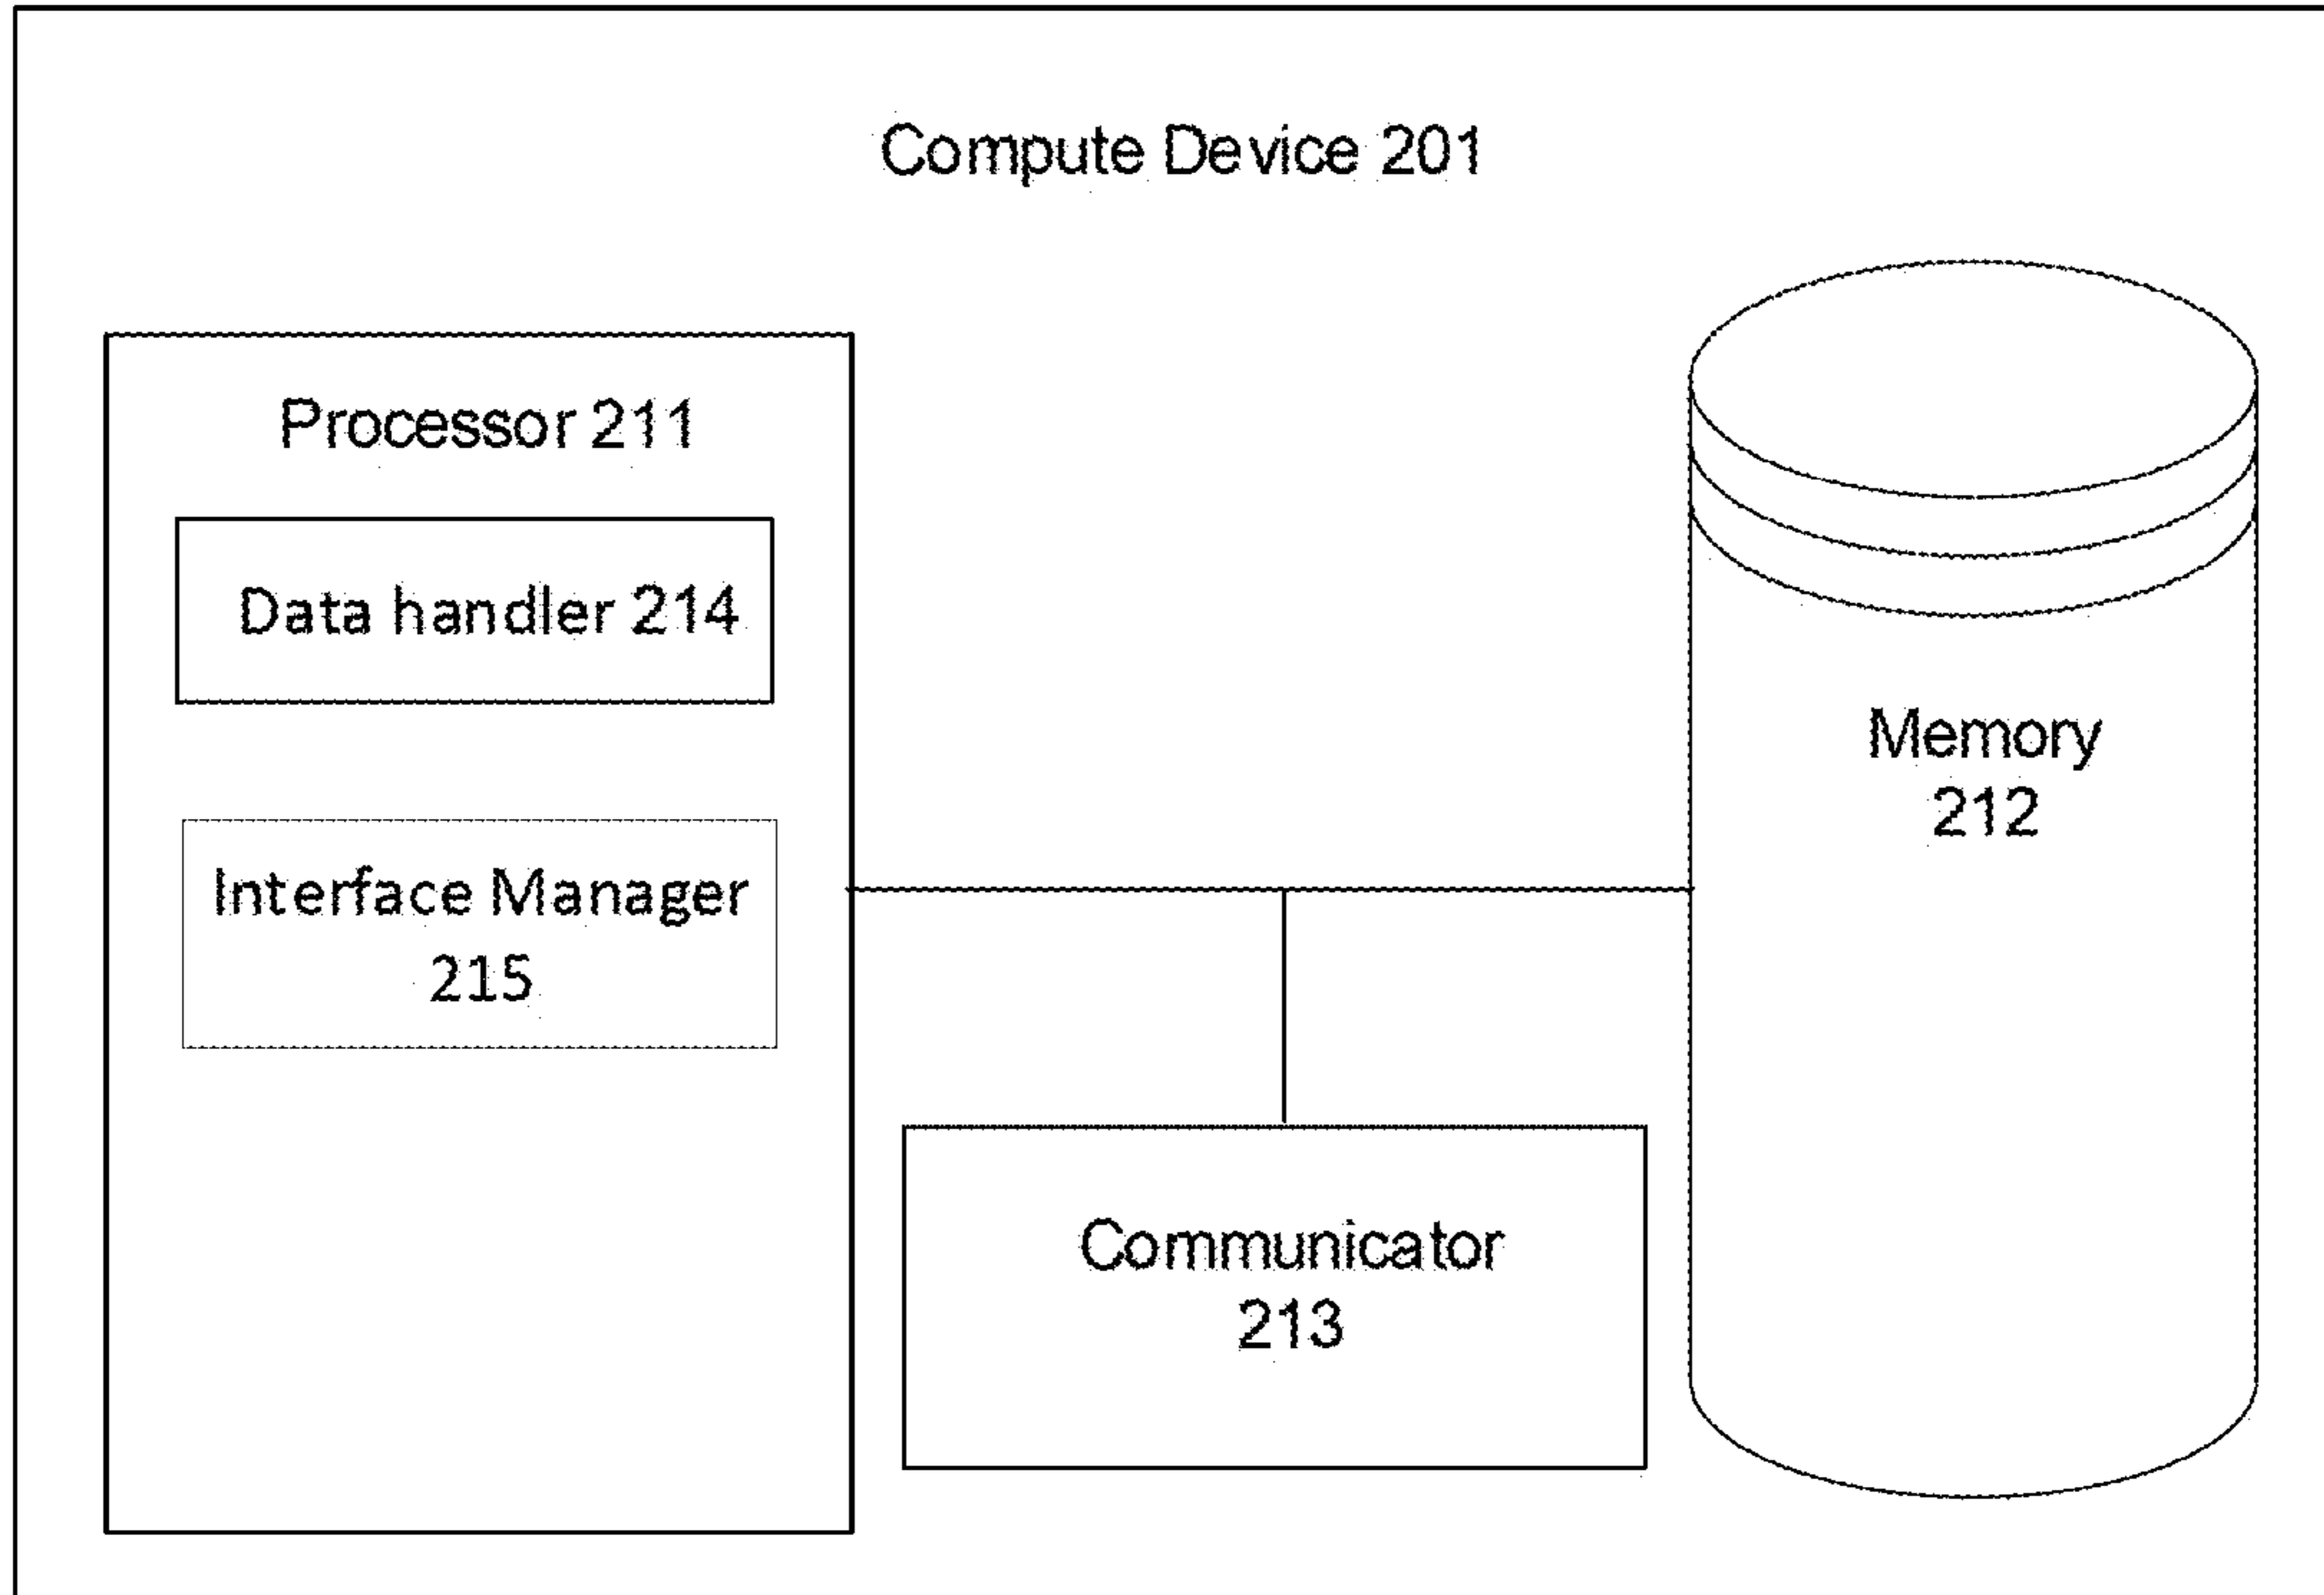 Compute Device 201
Processor 211
Data handler 214
Interface Manager
215
Memory
212
Communicator
213